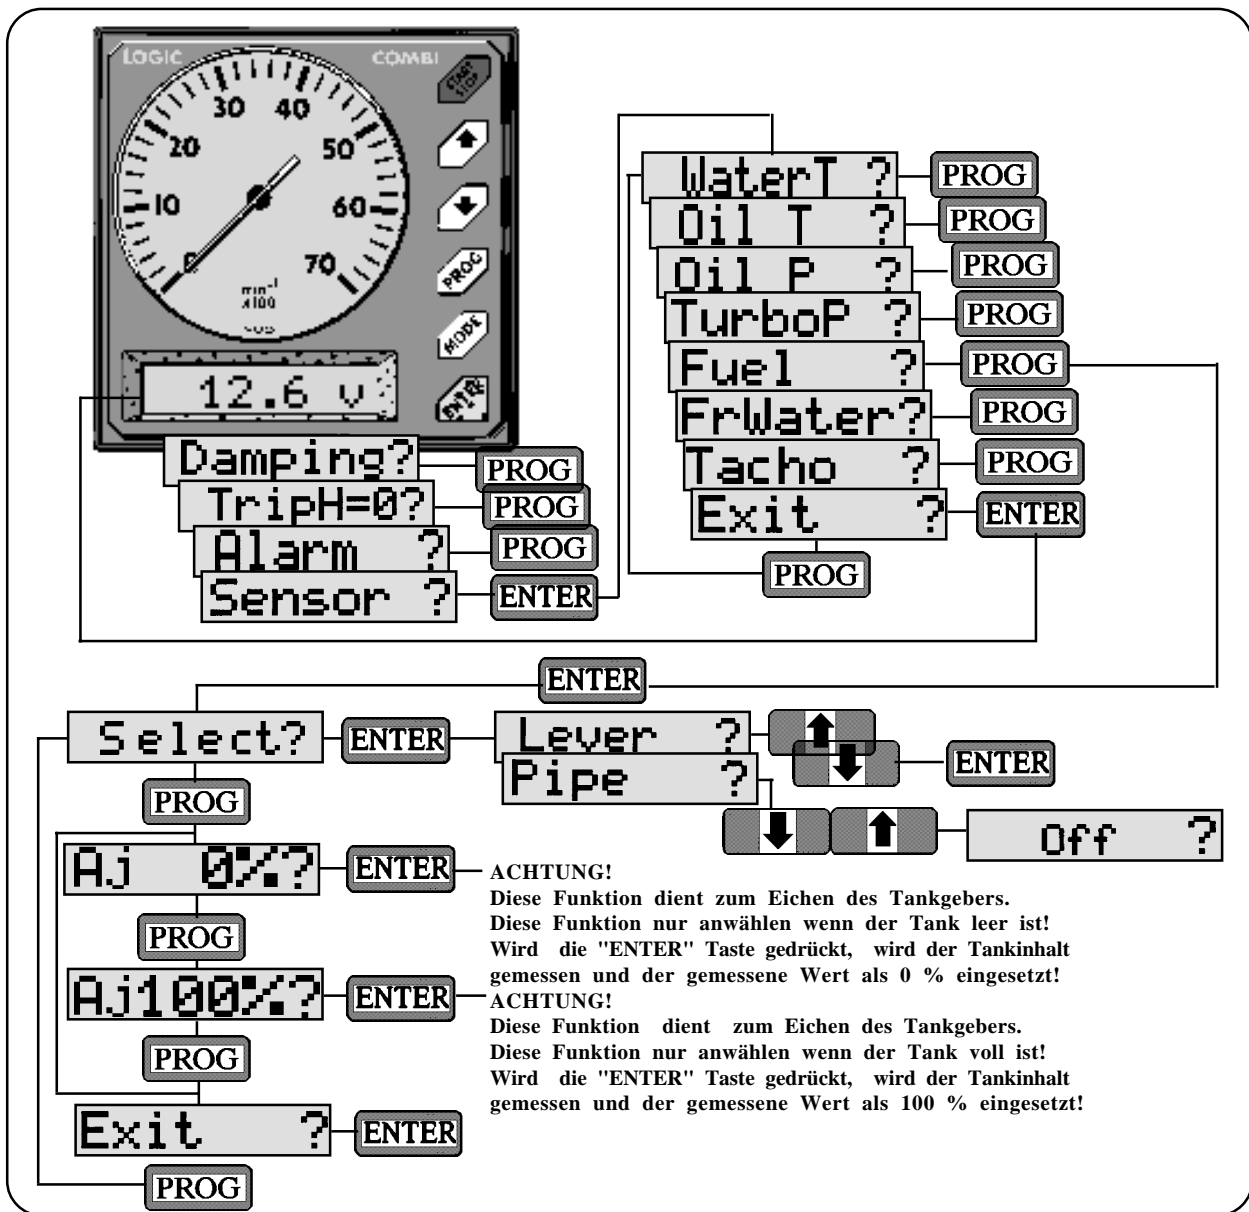 LOGIC COMBI
START STOP
30 40
20 50
10 60
0 70
min-1
x100
VDO
PROG
MODE
ENTER
12.6 v
Damping? PROG
TripH=0? PROG
Alarm ? PROG
Sensor ? ENTER
WaterT ? PROG
Oil T ? PROG
Oil P ? PROG
TurboP ? PROG
Fuel ? PROG
FrWater? PROG
Tacho ? PROG
Exit ? ENTER
PROG
ENTER
Select? ENTER
Lever ? ENTER
Pipe ?
Off ?
PROG
Aj 0%? ENTER
ACHTUNG!
Diese Funktion dient zum Eichen des Tankgebers.
Diese Funktion nur anwählen wenn der Tank leer ist!
Wird die "ENTER" Taste gedrückt, wird der Tankinhalt
gemessen und der gemessene Wert als 0 % eingesetzt!
PROG
Aj100%? ENTER
ACHTUNG!
Diese Funktion dient zum Eichen des Tankgebers.
Diese Funktion nur anwählen wenn der Tank voll ist!
Wird die "ENTER" Taste gedrückt, wird der Tankinhalt
gemessen und der gemessene Wert als 100 % eingesetzt!
PROG
Exit ? ENTER
PROG